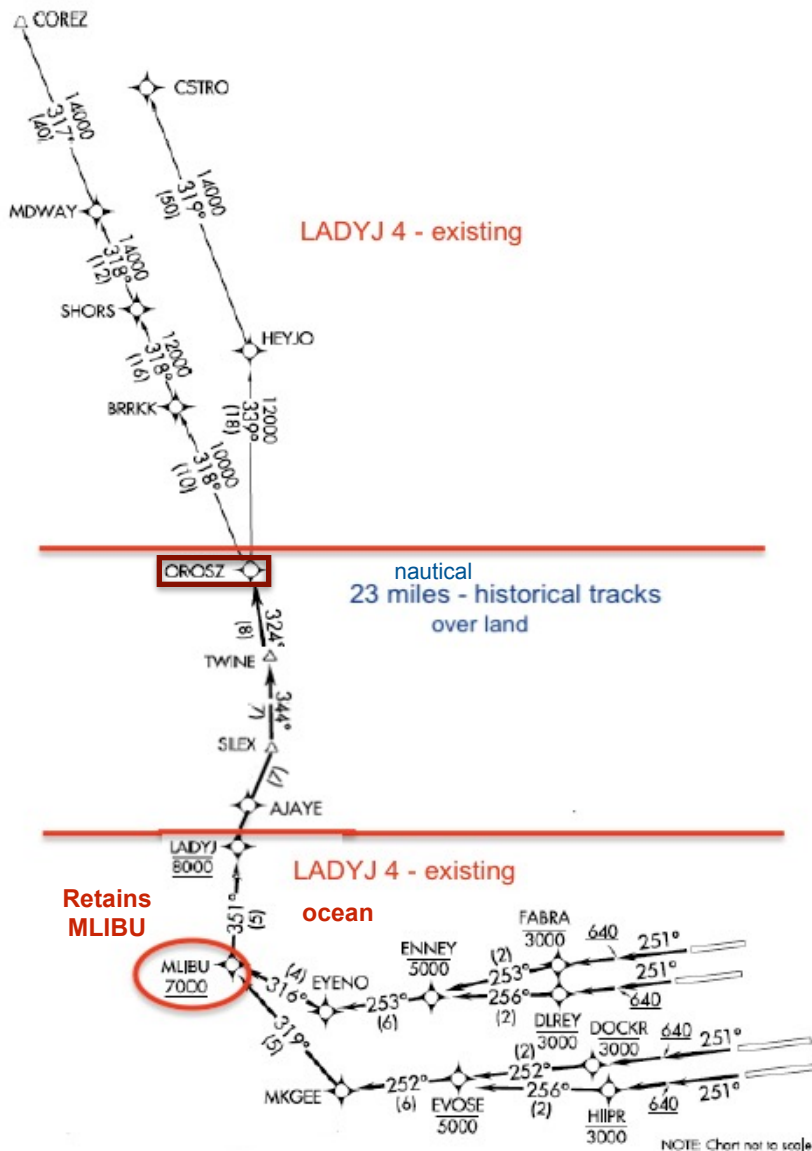 COREZ
CSTRO
14000
317°
(40)
14000
319°
(50)
MDWAY
LADYJ 4 - existing
14000
318°
(12)
SHORS
12000
318°
(16)
HEYJO
BRRKK
12000
339°
(18)
10000
318°
(10)
OROSZ
nautical
23 miles - historical tracks
over land
324°
(8)
TWINE
344°
7)
SILEX
(7)
AJAYE
LADYJ
8000
LADYJ 4 - existing
Retains
MLIBU
ocean
351°
(5)
FABRA
3000
640
251°
ENNEY
5000
(2)
253°
MLIBU
7000
(4)
316°
EYENO
253°
(6)
256°
(2)
251°
640
DLREY
3000
DOCKR
3000
640
251°
319°
(5)
(2)
252°
MKGEE
252°
(6)
EVOSE
5000
256°
(2)
HIIPR
3000
640
251°
NOTE: Chart not to scale